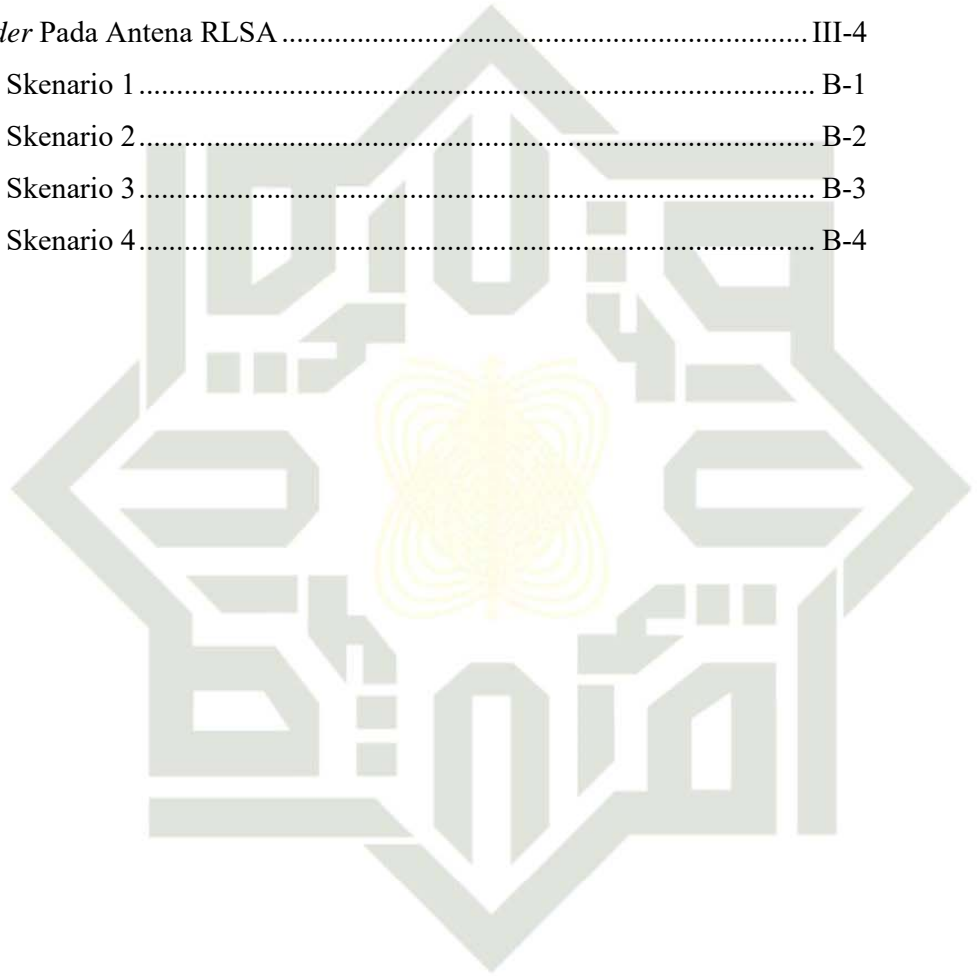 der Pada Antena RLSA .................................................................... III-4
Skenario 1 ........................................................................................ B-1
Skenario 2 ........................................................................................ B-2
Skenario 3 ........................................................................................ B-3
Skenario 4 ........................................................................................ B-4